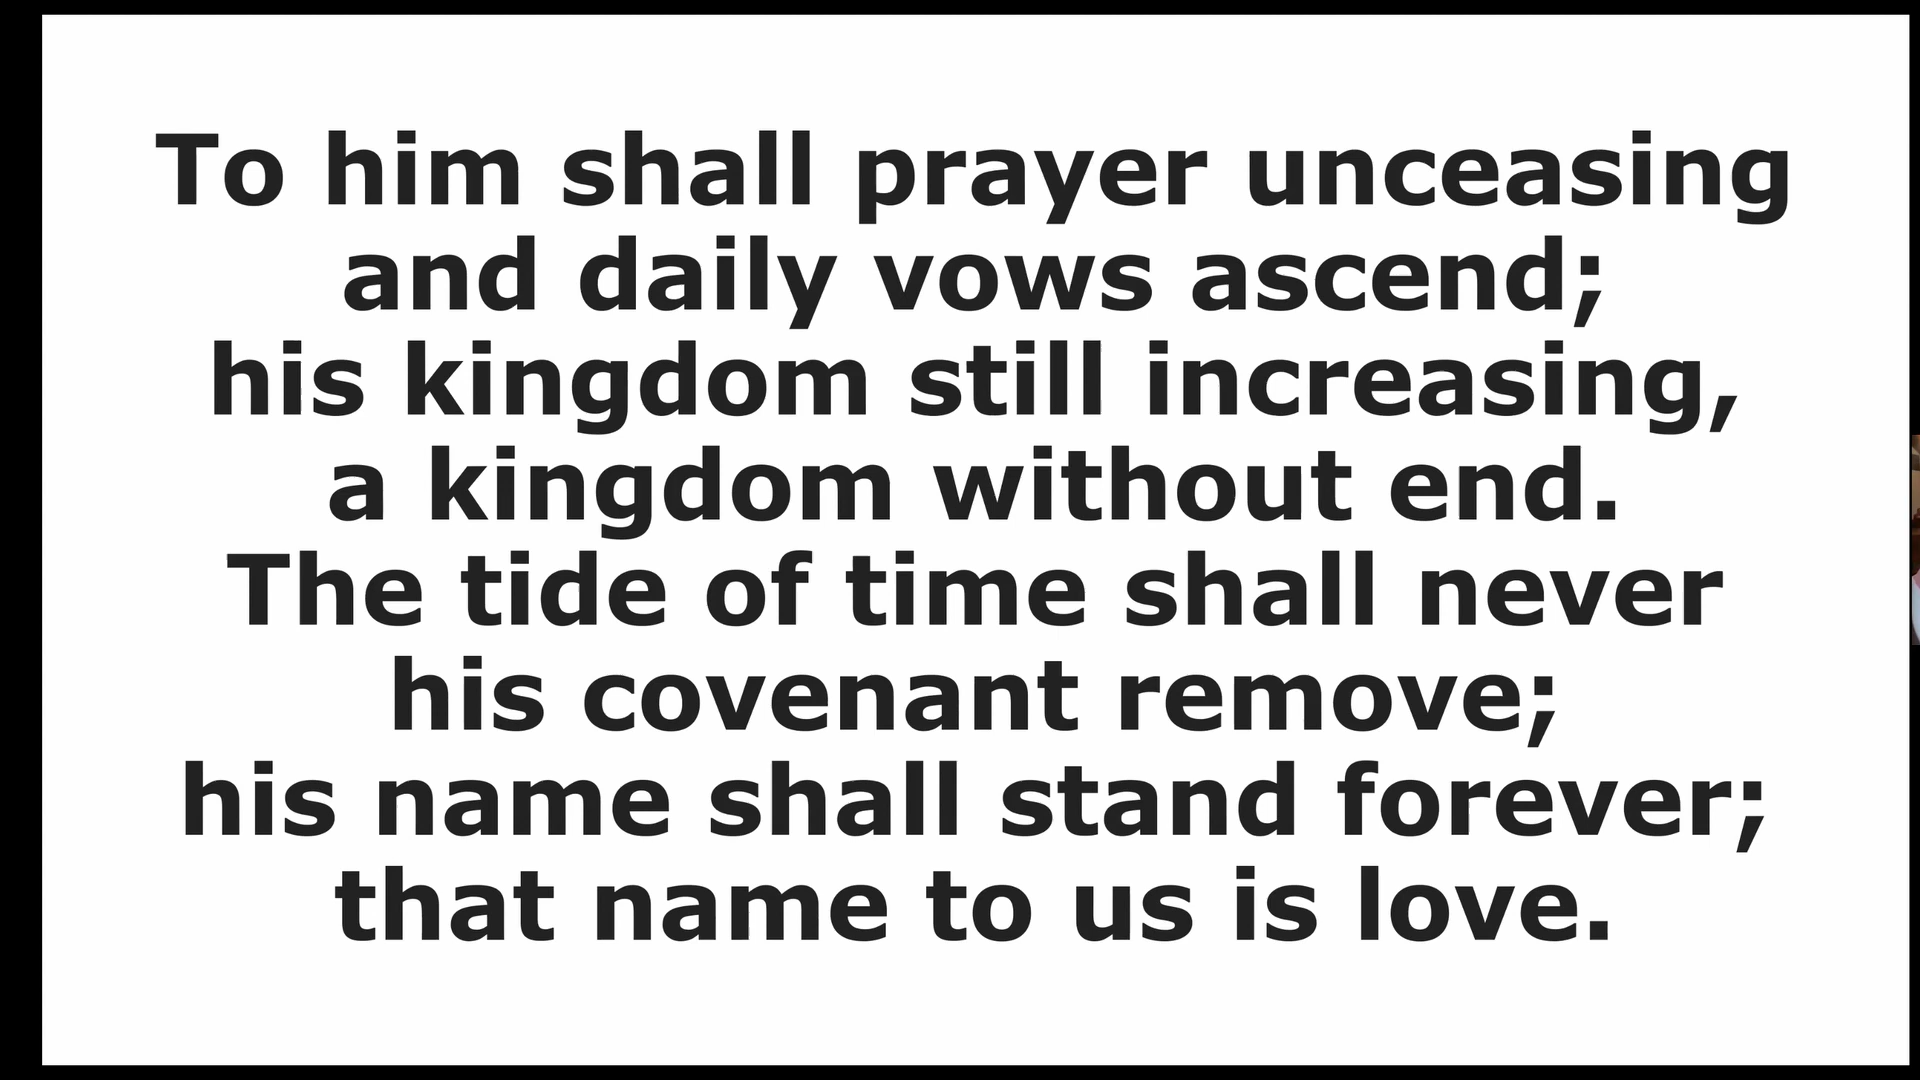 To him shall prayer unceasing
and daily vows ascend;
his kingdom still increasing,
a kingdom without end.
The tide of time shall never
his covenant remove;
his name shall stand forever;
that name to us is love.